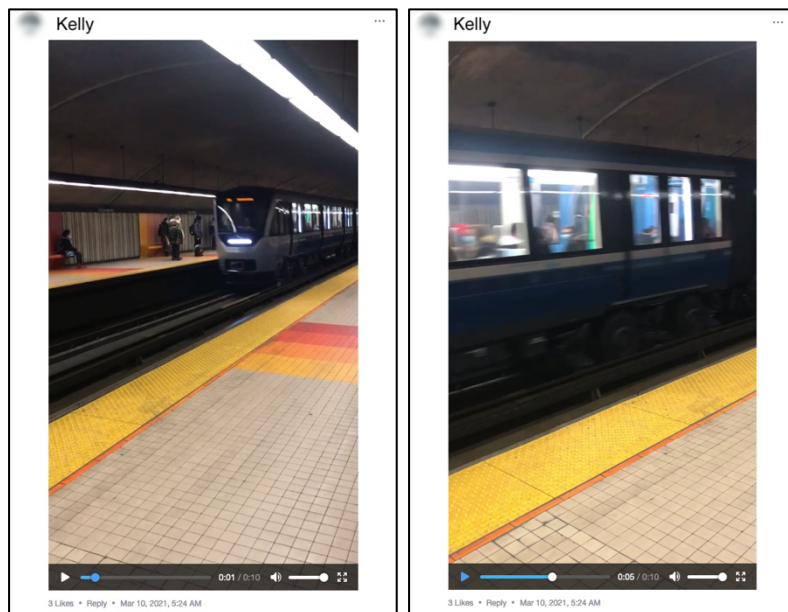 Kelly
...
0:01 / 0:10
3 Likes • Reply • Mar 10, 2021, 5:24 AM
Kelly
...
0:05 / 0:10
3 Likes • Reply • Mar 10, 2021, 5:24 AM